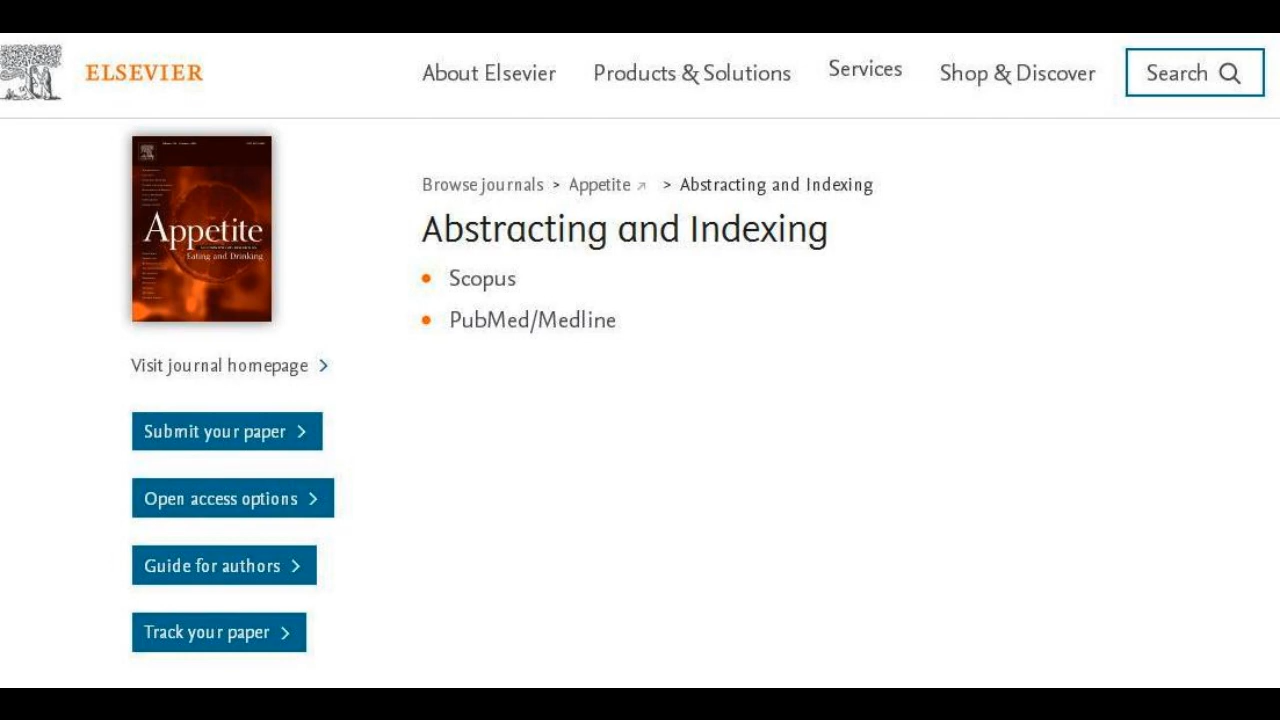 ELSEVIER
About Elsevier
Products & Solutions
Services
Shop & Discover
Search
Appetite
Eating and Drinking
Browse journals > Appetite > Abstracting and Indexing
Abstracting and Indexing
Scopus
PubMed/Medline
Visit journal homepage
Submit your paper
Open access options
Guide for authors
Track your paper